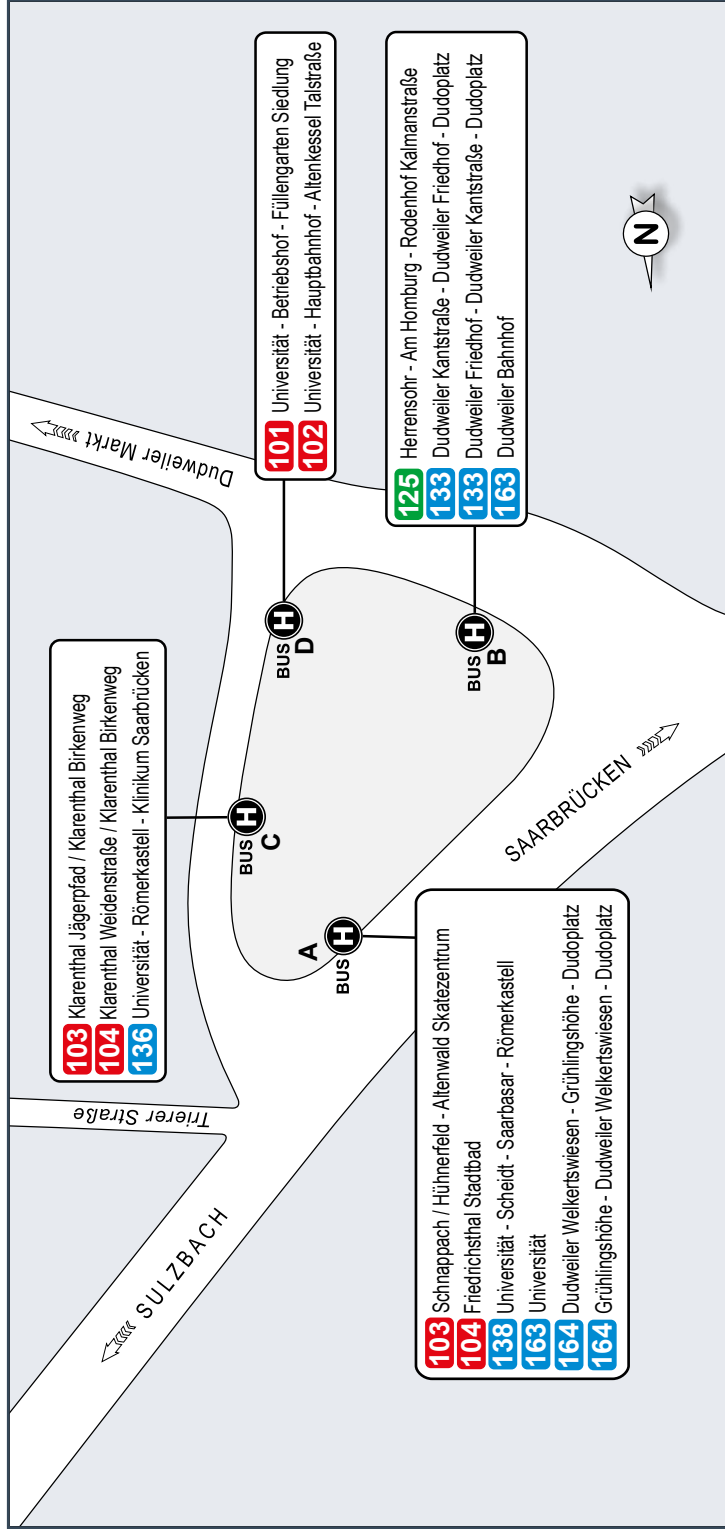 103 Klarenthal Jägerpfad / Klarenthal Birkenweg
104 Klarenthal Weidenstraße / Klarenthal Birkenweg
136 Universität - Römerkastell - Klinikum Saarbrücken
101 Universität - Betriebshof - Füllengarten Siedlung
102 Universität - Hauptbahnhof - Altenkessel Talstraße
Trierer Straße
Dudweiler Markt
BUS H
C
BUS H
D
SULZBACH
A
BUS H
BUS H
B
SAARBRÜCKEN
103 Schnappach / Hühnerfeld - Altenwald Skatezentrum
104 Friedrichsthal Stadtbad
138 Universität - Scheidt - Saarbasar - Römerkastell
163 Universität
164 Dudweiler Welkertswiesen - Grühlingshöhe - Dudoplatz
164 Grühlingshöhe - Dudweiler Welkertswiesen - Dudoplatz
125 Herrensohr - Am Homburg - Rodenhof Kalmanstraße
133 Dudweiler Kantstraße - Dudweiler Friedhof - Dudoplatz
133 Dudweiler Friedhof - Dudweiler Kantstraße - Dudoplatz
163 Dudweiler Bahnhof
N